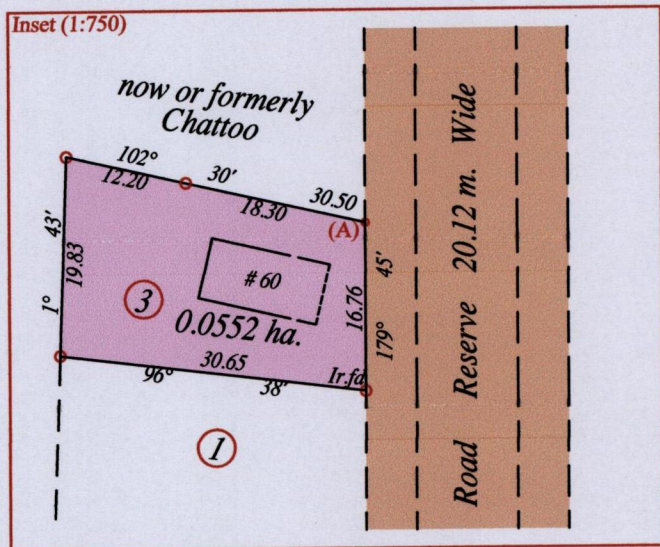 Inset (1:750)
now or formerly
Chattoo
102° 30'
12.20
18.30
30.50
(A)
1° 43'
19.83
# 60
3
0.0552 ha.
16.76
179° 45'
30.65
Ir.fd
96° 38'
1
Road Reserve 20.12 m. Wide